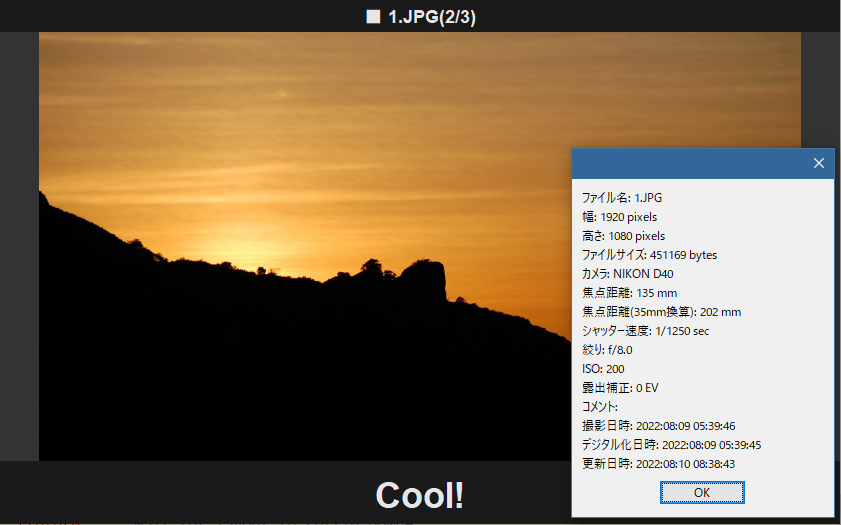 1.JPG(2/3)
ファイル名: 1.JPG
幅: 1920 pixels
高さ: 1080 pixels
ファイルサイズ: 451169 bytes
カメラ: NIKON D40
焦点距離: 135 mm
焦点距離(35mm換算): 202 mm
シャッター速度: 1/1250 sec
絞り: f/8.0
ISO: 200
露出補正: 0 EV
コメント:
撮影日時: 2022:08:09 05:39:46
デジタル化日時: 2022:08:09 05:39:45
更新日時: 2022:08:10 08:38:43
OK
Cool!